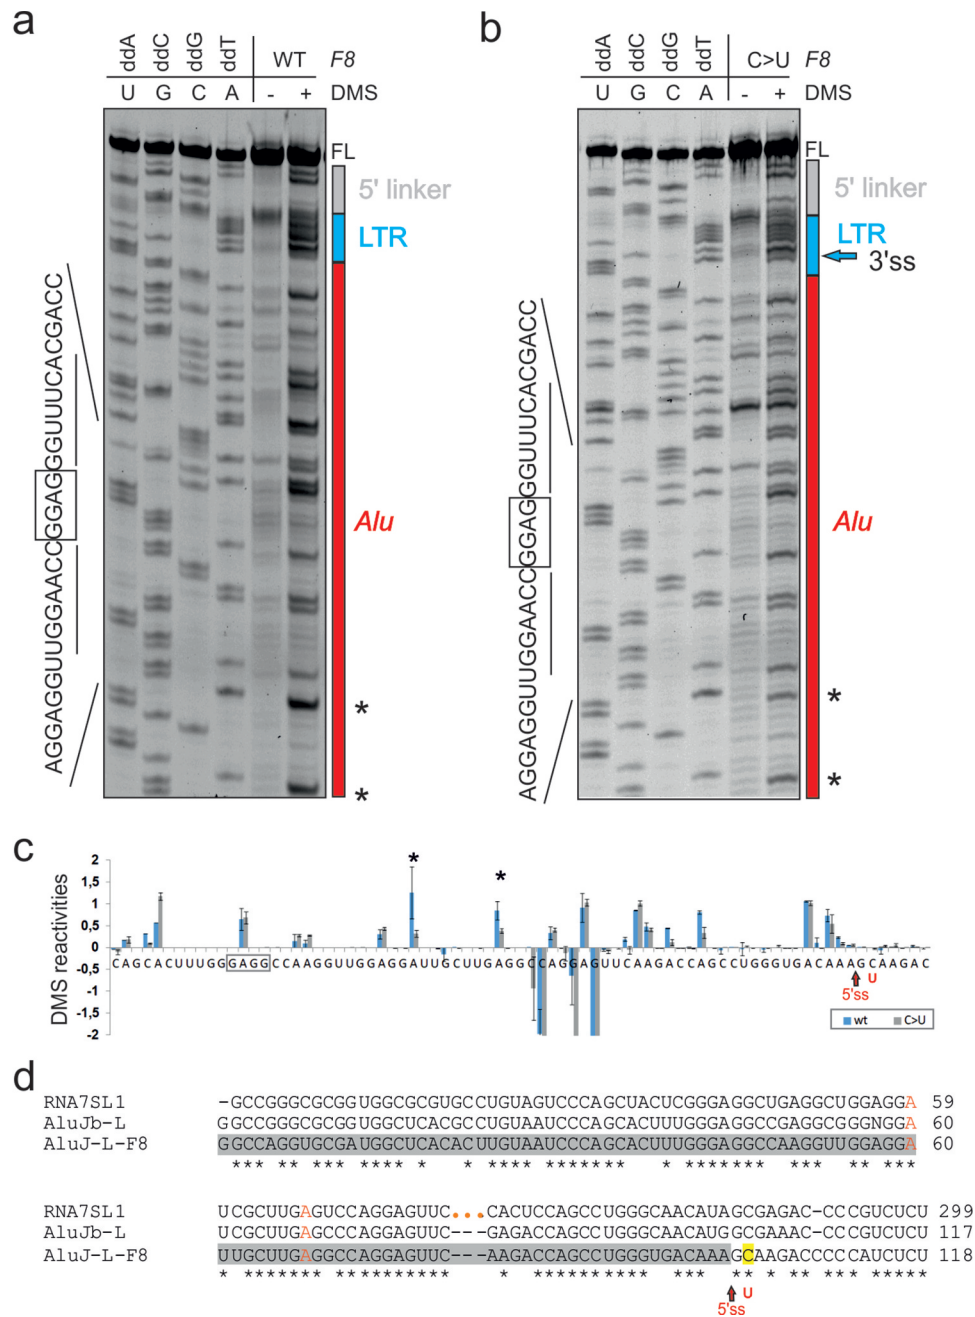 a
ddA ddC ddG ddT WT F8
U G C A - + DMS
FL
5' linker
LTR
Alu
AGGAGGUUGGAACCGGAGGGUUUCACGACC
*
*
b
ddA ddC ddG ddT C>U F8
U G C A - + DMS
FL
5' linker
LTR
3'ss
Alu
AGGAGGUUGGAACCGGAGGGUUUCACGACC
*
*
c
DMS reactivities
2
1,5
1
0,5
0
-0,5
-1
-1,5
-2
* *
CAGCACUUUGGGAGGCCAAGGUUGGAGGAUUGCUUGAGGCCAGGAGUUCAAGACCAGCCUGGGUGACAAAGCAAGAC
5'ss U
wt C>U
d
RNA7SL1 -GCCGGGCGCGGUGGCGCGUGCCUGUAGUCCCAGCUACUCGGGAGGCUGAGGCUGGAGGA 59
AluJb-L GGCCGGGCGCGGUGGCUCACGCCUGUAAUCCCAGCACUUUGGGAGGCCGAGGCGGGNGGA 60
AluJ-L-F8 GGCCAGGUGCGAUGGCUCACACUUGUAAUCCCAGCACUUUGGGAGGCCAAGGUUGGAGGA 60
*** ** ** **** * * **** ******** ******* *** ** ***
RNA7SL1 UCGCUUGAGUCCAGGAGUUC...CACUCCAGCCUGGGCAACAUAGCGAGAC-CCCGUCUCU 299
AluJb-L UCGCUUGAGCCCAGGAGUUC---GAGACCAGCCUGGGCAACAUGGCGAAAC-CCCGUCUCU 117
AluJ-L-F8 UUGCUUGAGGCCAGGAGUUC---AAGACCAGCCUGGGUGACAAAGCAAGACCCCCAUCUCU 118
* ******* ********** * ********* *** ** * ** *** *****
5'ss U